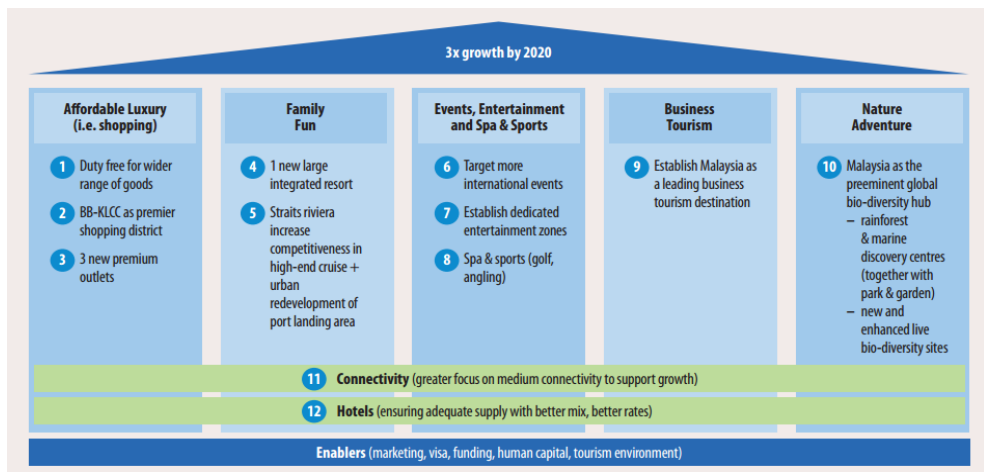 3x growth by 2020
Affordable Luxury
(i.e. shopping)
1 Duty free for wider
range of goods
2 BB-KLCC as premier
shopping district
3 3 new premium
outlets
Family
Fun
4 1 new large
integrated resort
5 Straits riviera
increase
competitiveness in
high-end cruise +
urban
redevelopment of
port landing area
Events, Entertainment
and Spa & Sports
6 Target more
international events
7 Establish dedicated
entertainment zones
8 Spa & sports (golf,
angling)
Business
Tourism
9 Establish Malaysia as
a leading business
tourism destination
Nature
Adventure
10 Malaysia as the
preeminent global
bio-diversity hub
– rainforest
& marine
discovery centres
(together with
park & garden)
– new and
enhanced live
bio-diversity sites
11 Connectivity (greater focus on medium connectivity to support growth)
12 Hotels (ensuring adequate supply with better mix, better rates)
Enablers (marketing, visa, funding, human capital, tourism environment)